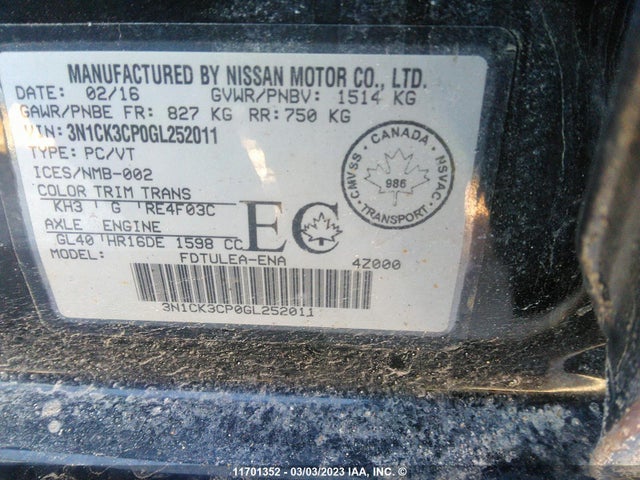 MANUFACTURED BY NISSAN MOTOR CO., LTD.
DATE: 02/16 GVWR/PNBV: 1514 KG
GAWR/PNBE FR: 827 KG RR: 750 KG
VIN: 3N1CK3CP0GL252011
TYPE: PC/VT
ICES/NMB-002
COLOR TRIM TRANS
KH3 G RE4F03C
AXLE ENGINE
GL40 HR16DE 1598 CC
MODEL: FDTULEA-ENA 4Z000
EC
CANADA
CMVSS NSVAC
986
TRANSPORT
3N1CK3CP0GL252011
11701352 - 03/03/2023 IAA, INC. ©